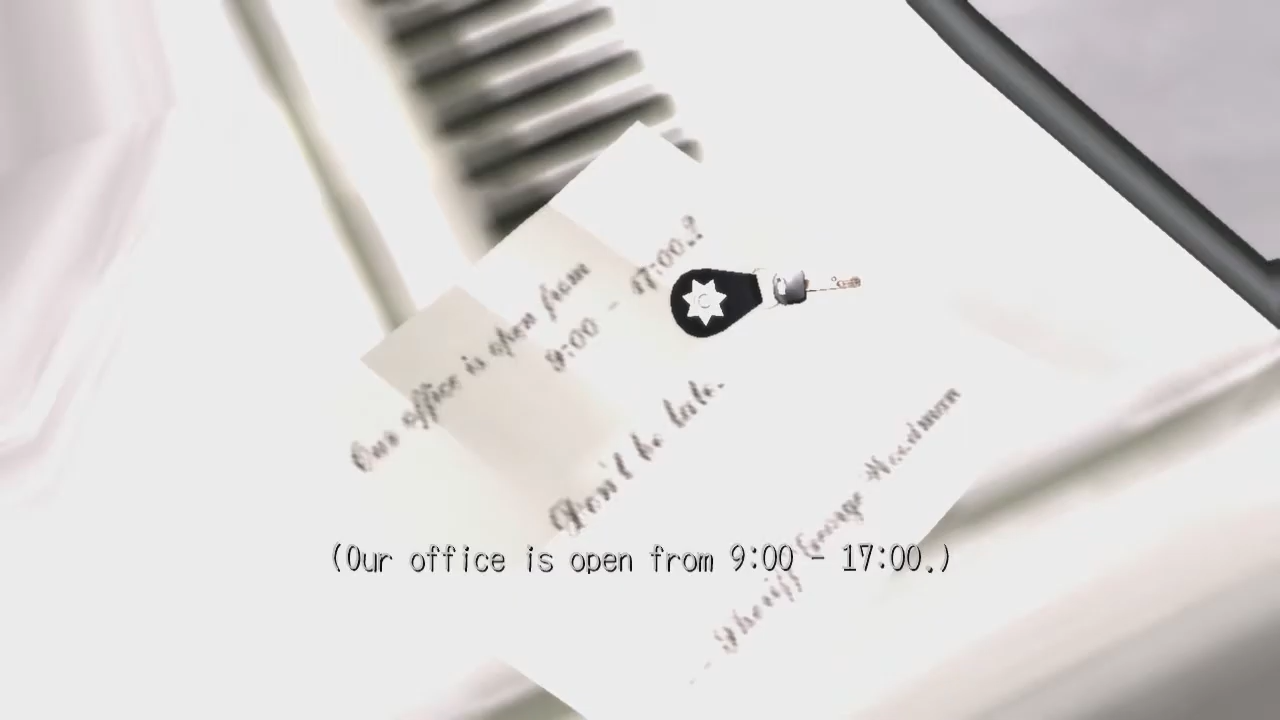 Our office is open from
9:00 - 17:00.
Don't be late.
- Sheriff George Woodman
(Our office is open from 9:00 - 17:00.)